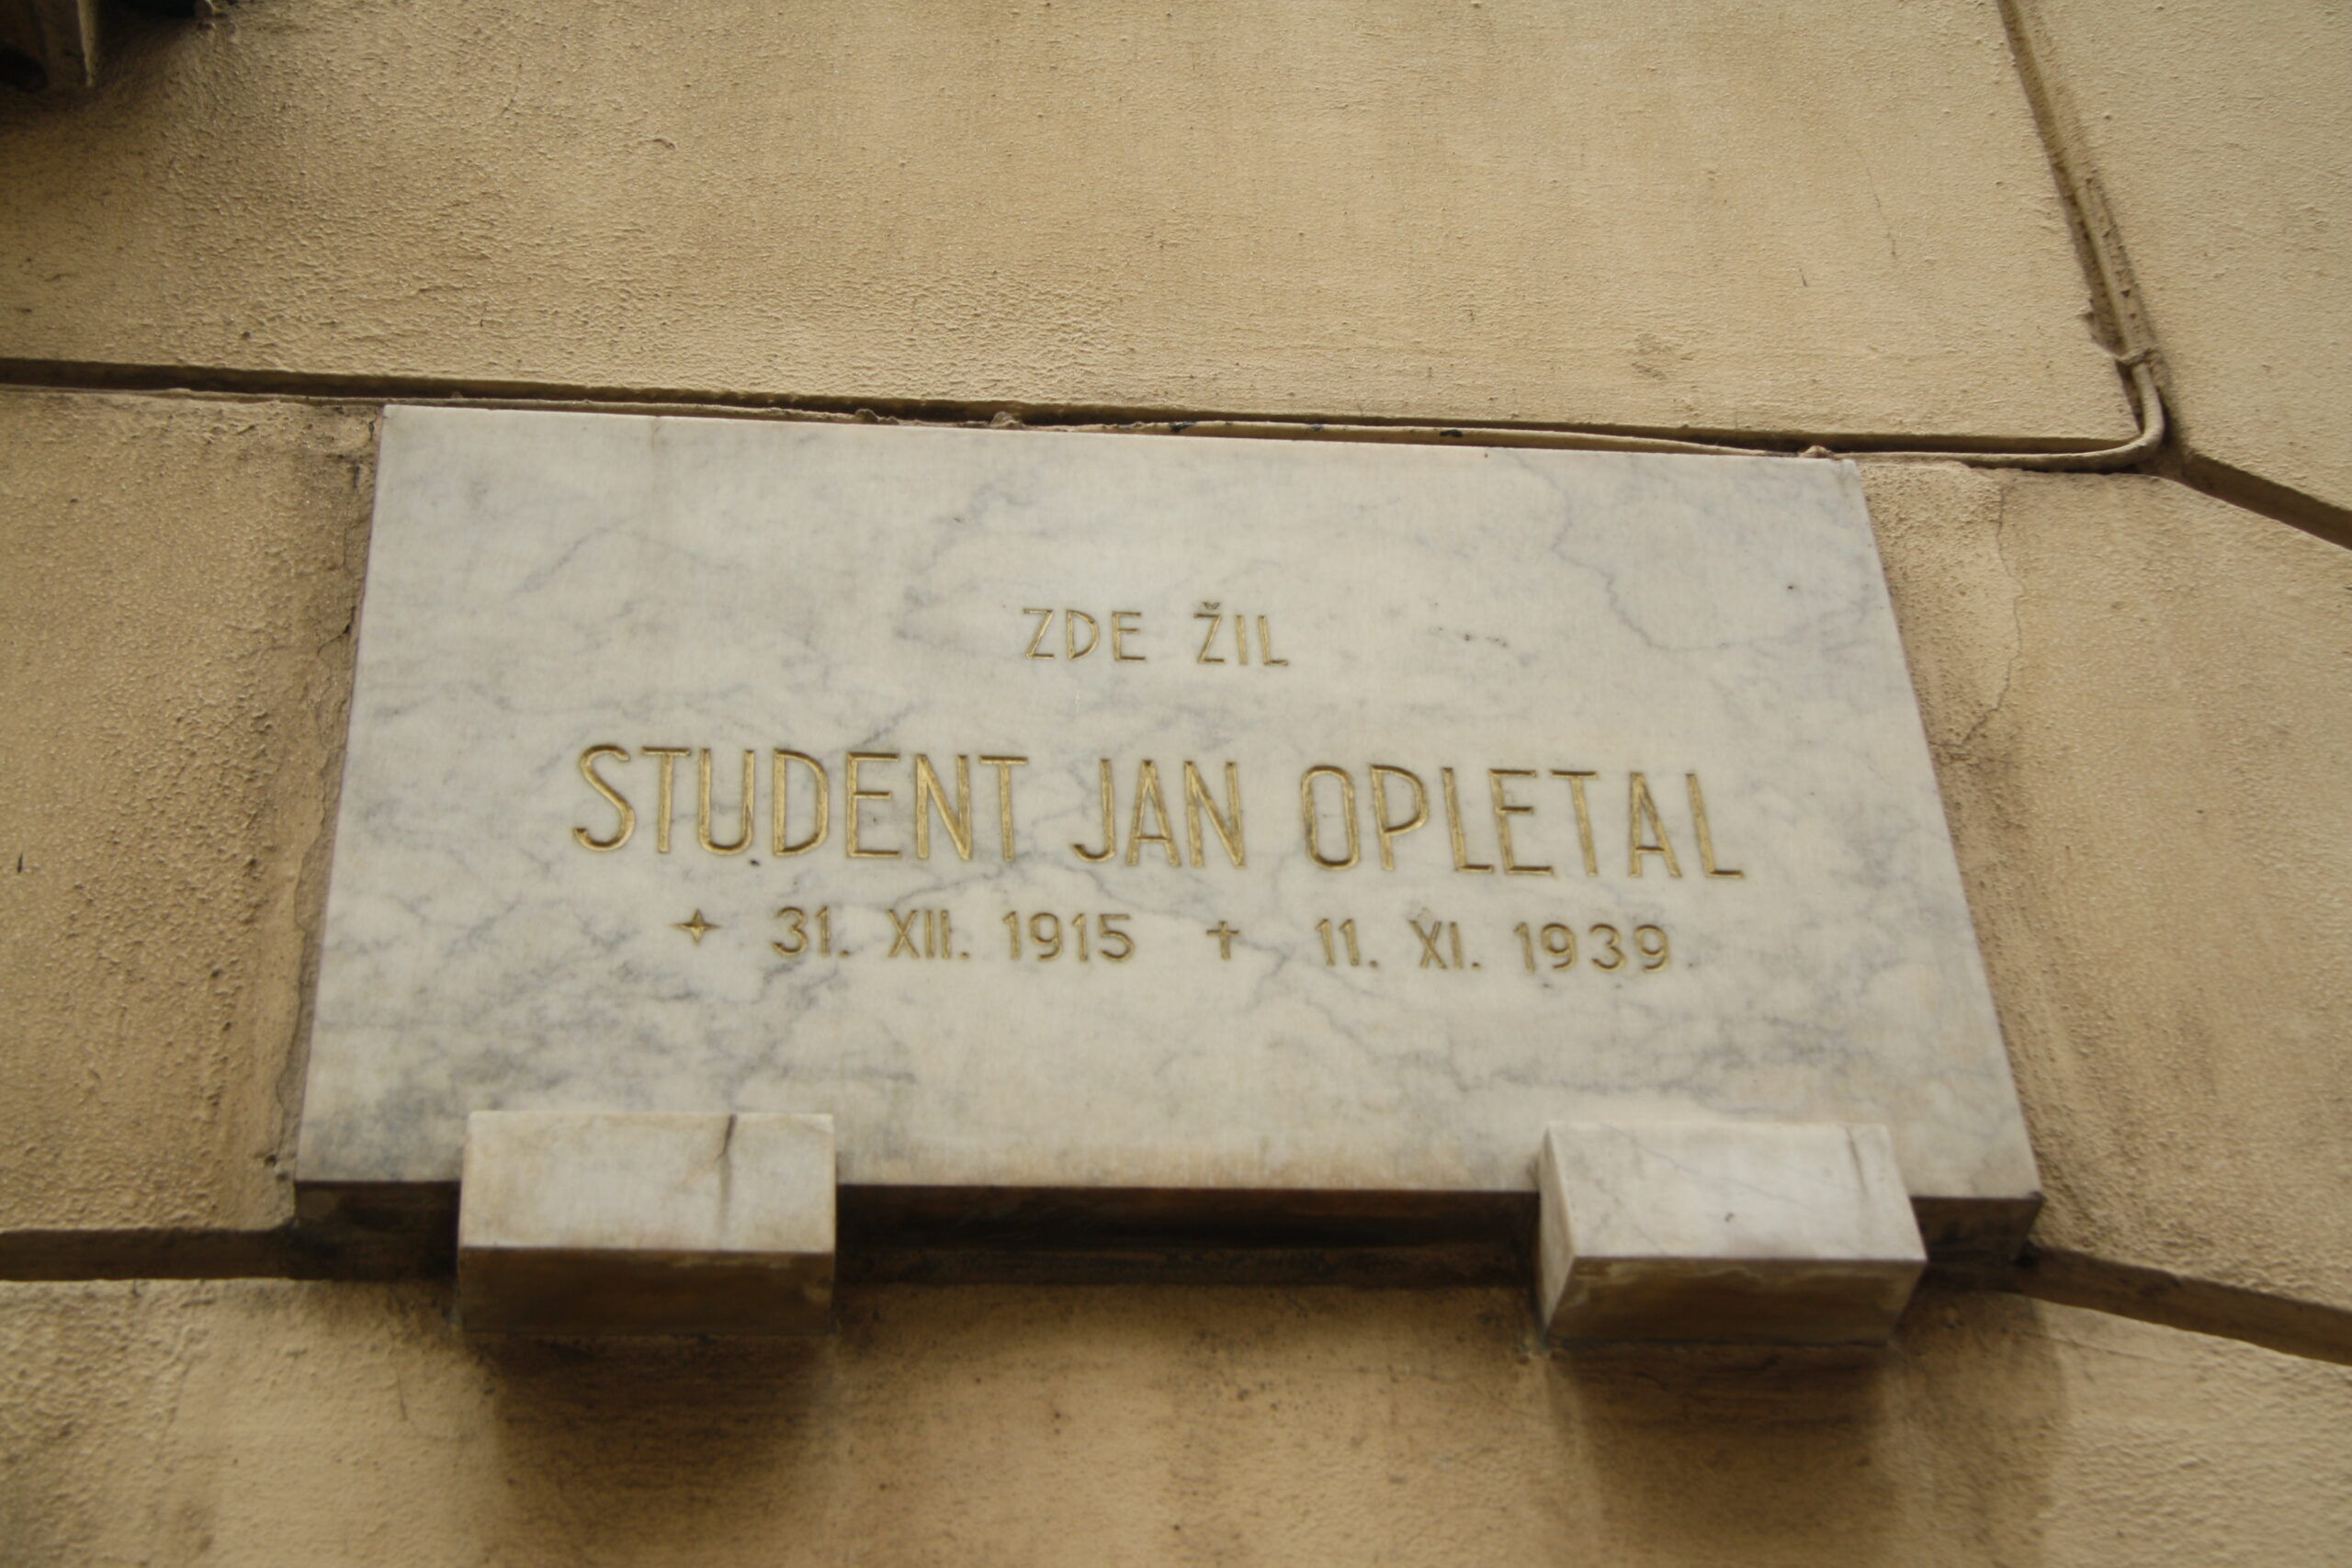 ZDE ŽIL
STUDENT JAN OPLETAL
✦ 31. XII. 1915 ✝ 11. XI. 1939